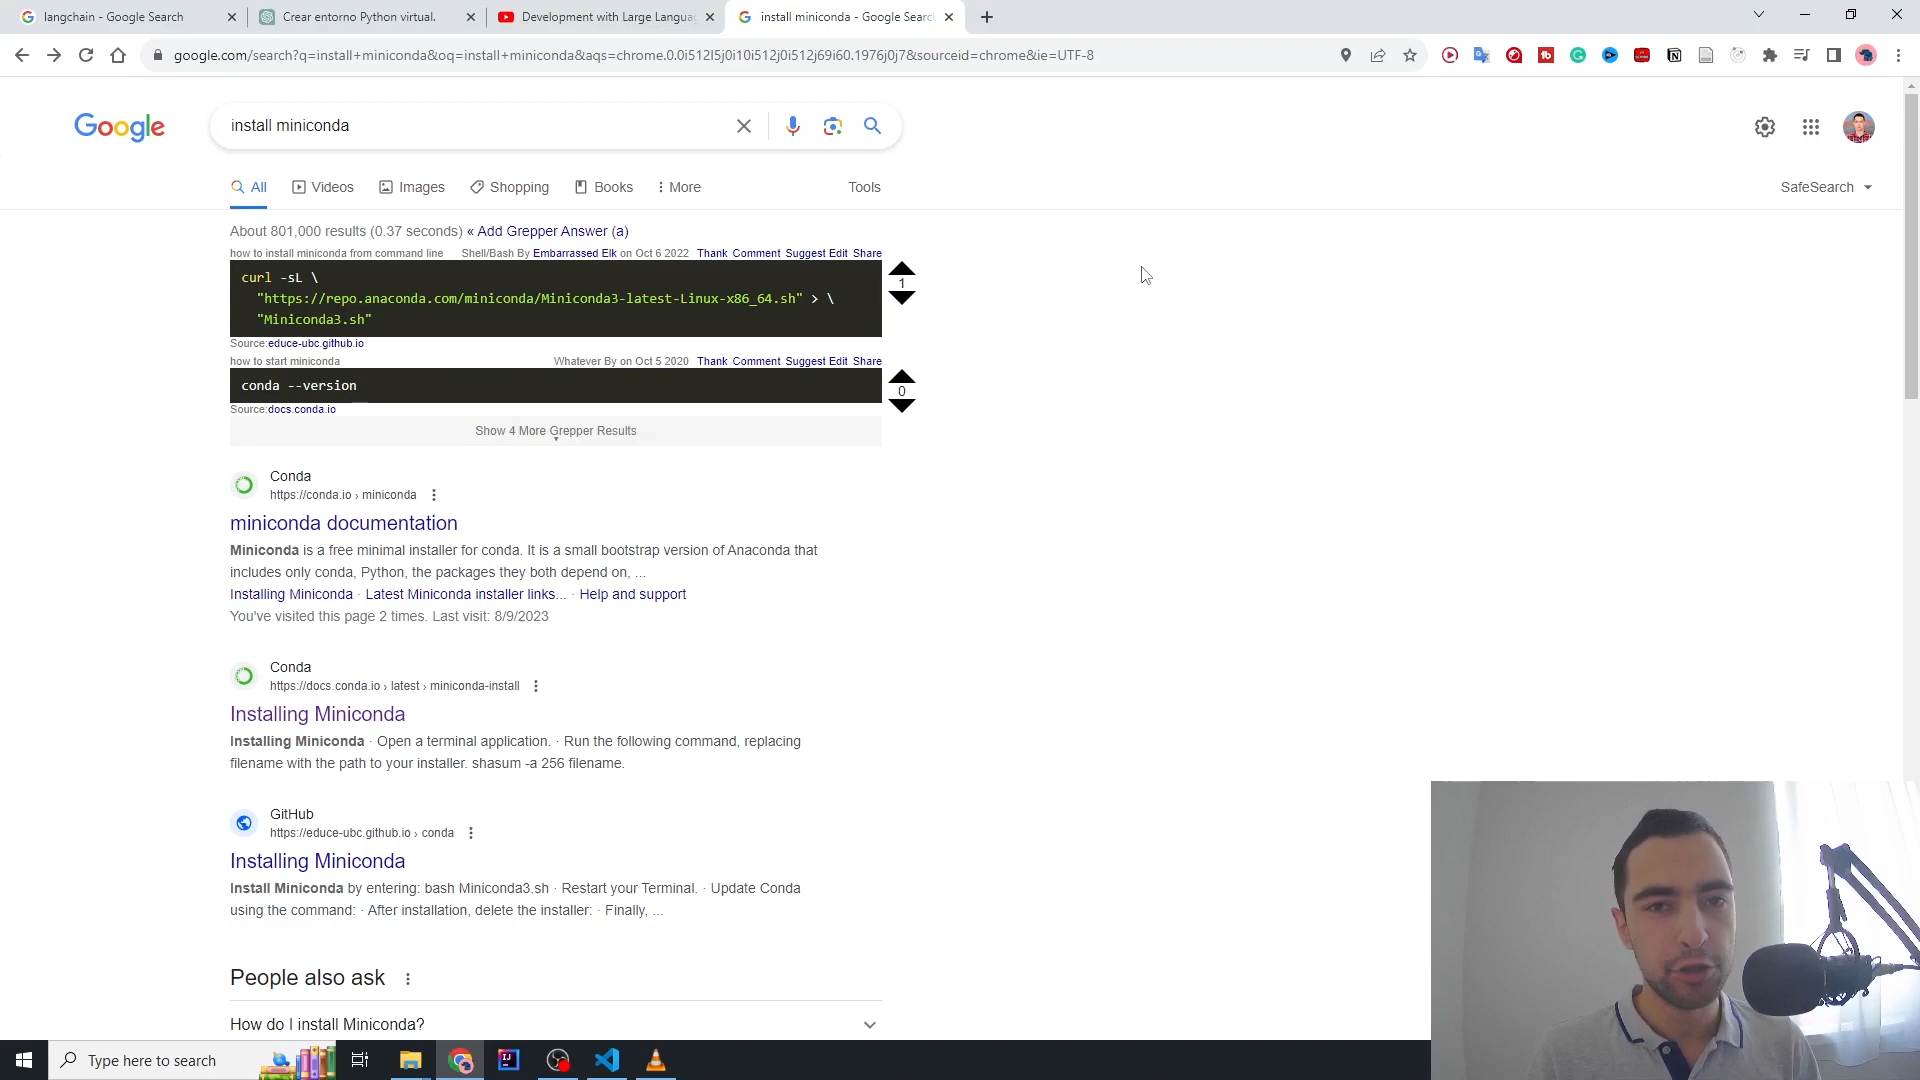 langchain - Google Search
Crear entorno Python virtual.
Development with Large Langua
install miniconda - Google Searc
google.com/search?q=install+miniconda&oq=install+miniconda&aqs=chrome.0.0i512l5j0i10i512j0i512j69i60.1976j0j7&sourceid=chrome&ie=UTF-8
Google
install miniconda
All
Videos
Images
Shopping
Books
More
Tools
SafeSearch
About 801,000 results (0.37 seconds) « Add Grepper Answer (a)
how to install miniconda from command line
Shell/Bash By Embarrassed Elk on Oct 6 2022 Thank Comment Suggest Edit Share
curl -sL \
"https://repo.anaconda.com/miniconda/Miniconda3-latest-Linux-x86_64.sh" > \
"Miniconda3.sh"
1
Source:educe-ubc.github.io
how to start miniconda
Whatever By on Oct 5 2020 Thank Comment Suggest Edit Share
conda --version
0
Source:docs.conda.io
Show 4 More Grepper Results
Conda
https://conda.io › miniconda
miniconda documentation
Miniconda is a free minimal installer for conda. It is a small bootstrap version of Anaconda that
includes only conda, Python, the packages they both depend on, ...
Installing Miniconda · Latest Miniconda installer links... · Help and support
You've visited this page 2 times. Last visit: 8/9/2023
Conda
https://docs.conda.io › latest › miniconda-install
Installing Miniconda
Installing Miniconda · Open a terminal application. · Run the following command, replacing
filename with the path to your installer. shasum -a 256 filename.
GitHub
https://educe-ubc.github.io › conda
Installing Miniconda
Install Miniconda by entering: bash Miniconda3.sh · Restart your Terminal. · Update Conda
using the command: · After installation, delete the installer: · Finally, ...
People also ask
How do I install Miniconda?
Type here to search